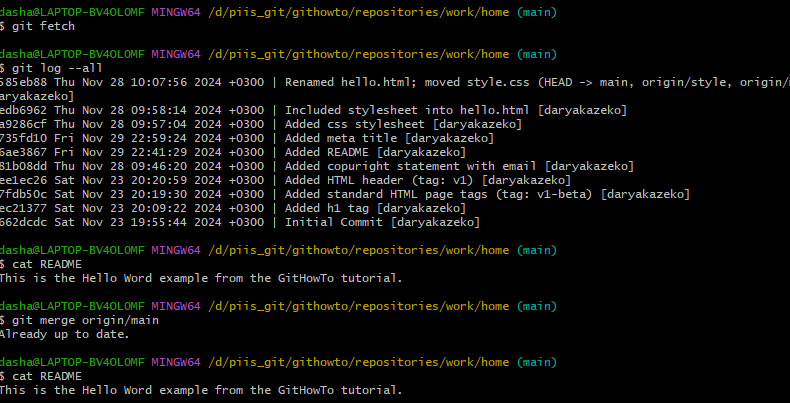 dasha@LAPTOP-BV4OLOMF MINGW64 /d/piis_git/githowto/repositories/work/home (main)
$ git fetch
dasha@LAPTOP-BV4OLOMF MINGW64 /d/piis_git/githowto/repositories/work/home (main)
$ git log --all
585eb88 Thu Nov 28 10:07:56 2024 +0300 | Renamed hello.html; moved style.css (HEAD -> main, origin/style, origin/
daryakazeko]
edb6962 Thu Nov 28 09:58:14 2024 +0300 | Included stylesheet into hello.html [daryakazeko]
a9286cf Thu Nov 28 09:57:04 2024 +0300 | Added css stylesheet [daryakazeko]
735fd10 Fri Nov 29 22:59:24 2024 +0300 | Added meta title [daryakazeko]
6ae3867 Fri Nov 29 22:41:29 2024 +0300 | Added README [daryakazeko]
81b08dd Thu Nov 28 09:46:20 2024 +0300 | Added copuright statement with email [daryakazeko]
ee1ec26 Sat Nov 23 20:20:59 2024 +0300 | Added HTML header (tag: v1) [daryakazeko]
7fdb50c Sat Nov 23 20:19:30 2024 +0300 | Added standard HTML page tags (tag: v1-beta) [daryakazeko]
ec21377 Sat Nov 23 20:09:22 2024 +0300 | Added h1 tag [daryakazeko]
662dcdc Sat Nov 23 19:55:44 2024 +0300 | Initial Commit [daryakazeko]
dasha@LAPTOP-BV4OLOMF MINGW64 /d/piis_git/githowto/repositories/work/home (main)
$ cat README
This is the Hello Word example from the GitHowTo tutorial.
dasha@LAPTOP-BV4OLOMF MINGW64 /d/piis_git/githowto/repositories/work/home (main)
$ git merge origin/main
Already up to date.
dasha@LAPTOP-BV4OLOMF MINGW64 /d/piis_git/githowto/repositories/work/home (main)
$ cat README
This is the Hello Word example from the GitHowTo tutorial.